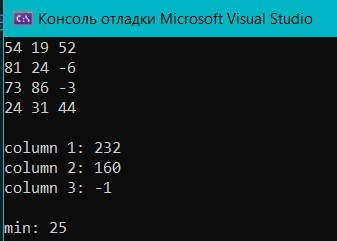 C:\ Консоль отладки Microsoft Visual Studio
54 19 52
81 24 -6
73 86 -3
24 31 44
column 1: 232
column 2: 160
column 3: -1
min: 25